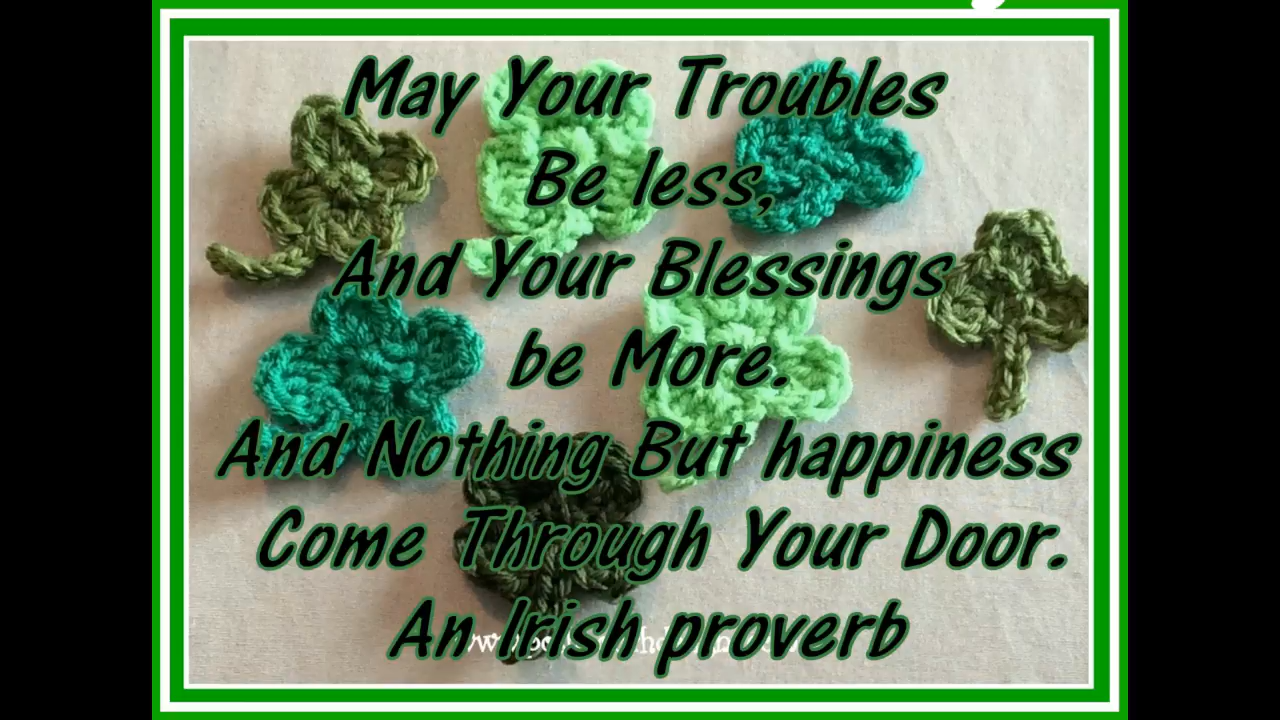 May Your Troubles
Be less,
And Your Blessings
be More.
And Nothing But happiness
Come Through Your Door.
An Irish proverb